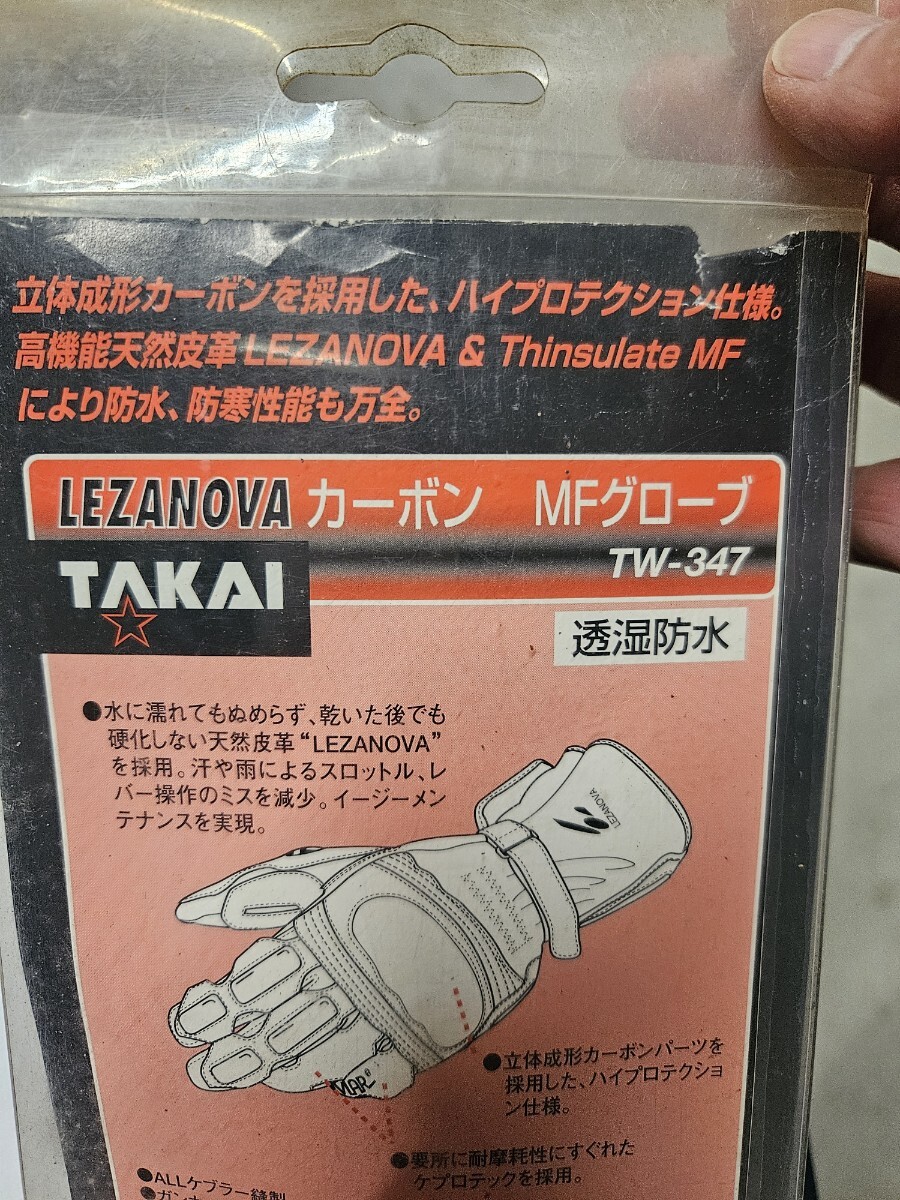 立体成形カーボンを採用した、ハイプロテクション仕様。
高機能天然皮革LEZANOVA & Thinsulate MF
により防水、防寒性能も万全。
LEZANOVA カーボン MFグローブ
TW-347
TAKAI
透湿防水
●水に濡れてもぬめらず、乾いた後でも
硬化しない天然皮革“LEZANOVA”
を採用。汗や雨によるスロットル、レ
バー操作のミスを減少。イージーメン
テナンスを実現。
LEZANOVA
●立体成形カーボンパーツを
採用した、ハイプロテクショ
ン仕様。
●要所に耐摩耗性にすぐれた
ケプロテックを採用。
●ALLケブラー縫製